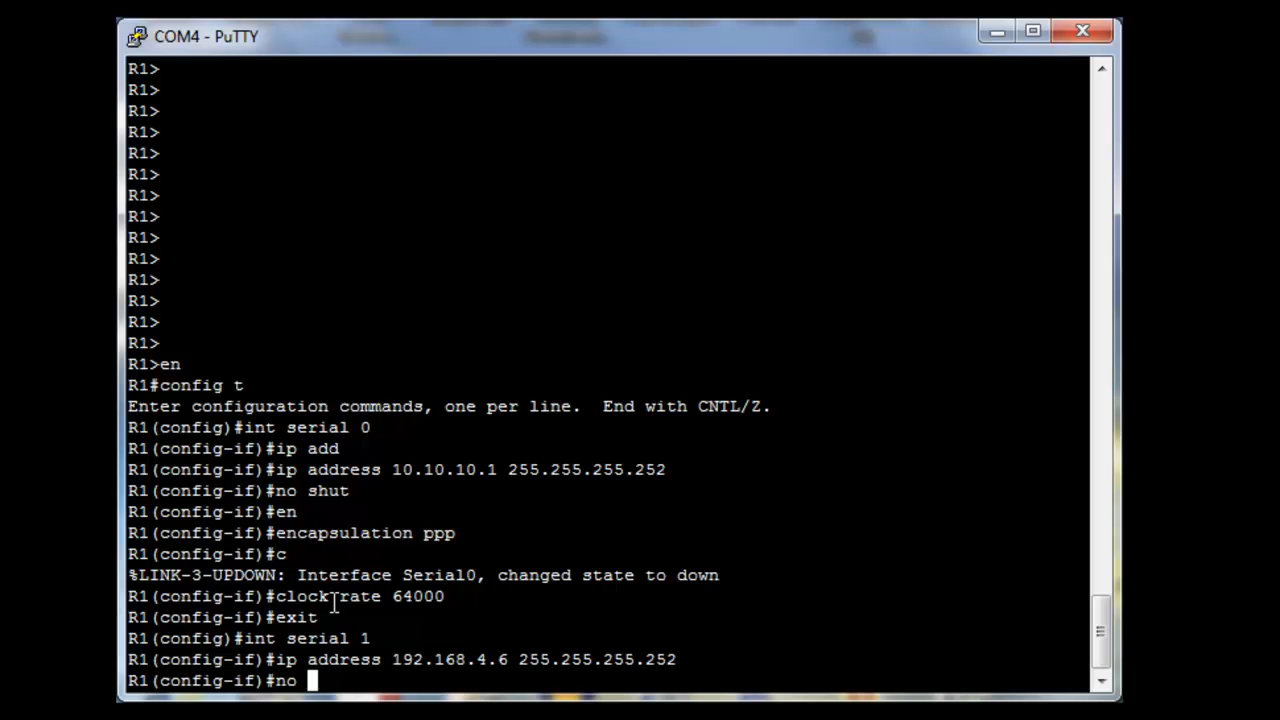 COM4 - PuTTY
R1>
R1>
R1>
R1>
R1>
R1>
R1>
R1>
R1>
R1>
R1>
R1>
R1>
R1>
R1>en
R1#config t
Enter configuration commands, one per line.  End with CNTL/Z.
R1(config)#int serial 0
R1(config-if)#ip add
R1(config-if)#ip address 10.10.10.1 255.255.255.252
R1(config-if)#no shut
R1(config-if)#en
R1(config-if)#encapsulation ppp
R1(config-if)#c
%LINK-3-UPDOWN: Interface Serial0, changed state to down
R1(config-if)#clock rate 64000
R1(config-if)#exit
R1(config)#int serial 1
R1(config-if)#ip address 192.168.4.6 255.255.255.252
R1(config-if)#no